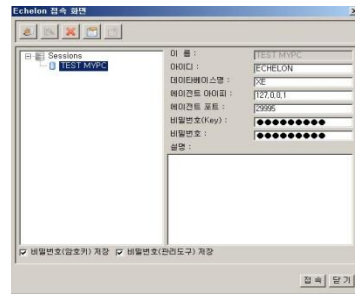 Echelon 접속 화면
Sessions
TEST MYPC
이 름 :
TEST MYPC
아이디 :
ECHELON
데이타베이스명 :
XE
에이전트 아이피 :
127.0.0.1
에이전트 포트 :
29995
비밀번호(Key) :
●●●●●●●●●
비밀번호 :
●●●●●●●●●
설명 :
비밀번호(암호키) 저장 비밀번호(관리도구) 저장
접속 닫기